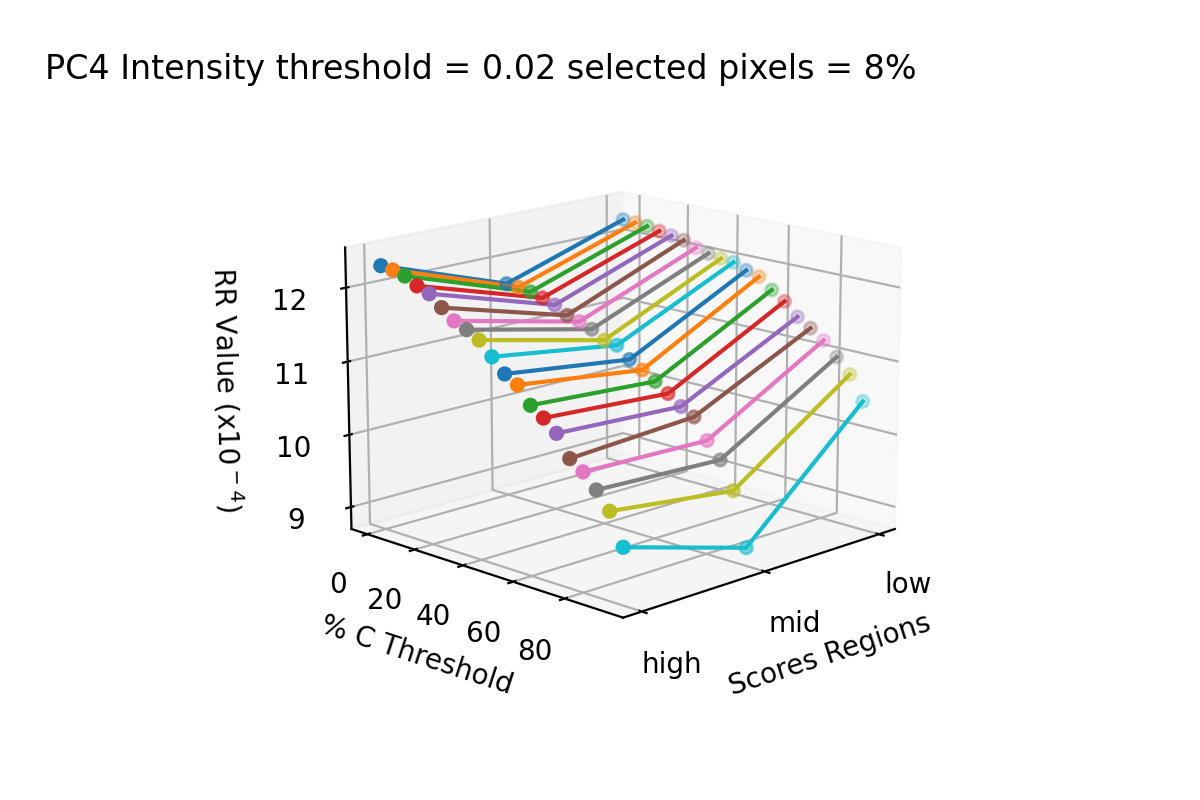 PC4 Intensity threshold = 0.02 selected pixels = 8%
RR Value (x10⁻⁴)
12
11
10
9
0
20
40
60
80
% C Threshold
high
mid
low
Scores Regions